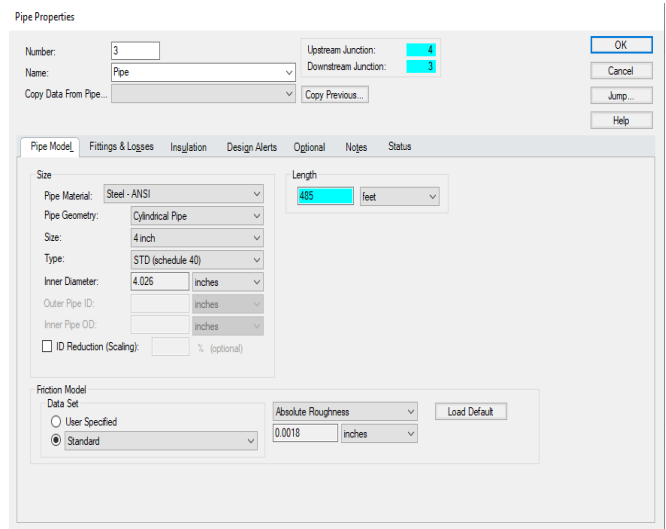 Pipe Properties
Number: 3 Upstream Junction: 4 OK
Name: Pipe Downstream Junction: 3 Cancel
Copy Data From Pipe... Copy Previous... Jump...
Help
Pipe Model Fittings & Losses Insulation Design Alerts Optional Notes Status
Size Length
Pipe Material: Steel - ANSI 485 feet
Pipe Geometry: Cylindrical Pipe
Size: 4 inch
Type: STD (schedule 40)
Inner Diameter: 4.026 inches
Outer Pipe ID: inches
Inner Pipe OD: inches
ID Reduction (Scaling): % (optional)
Friction Model
Data Set
User Specified Absolute Roughness Load Default
Standard 0.0018 inches